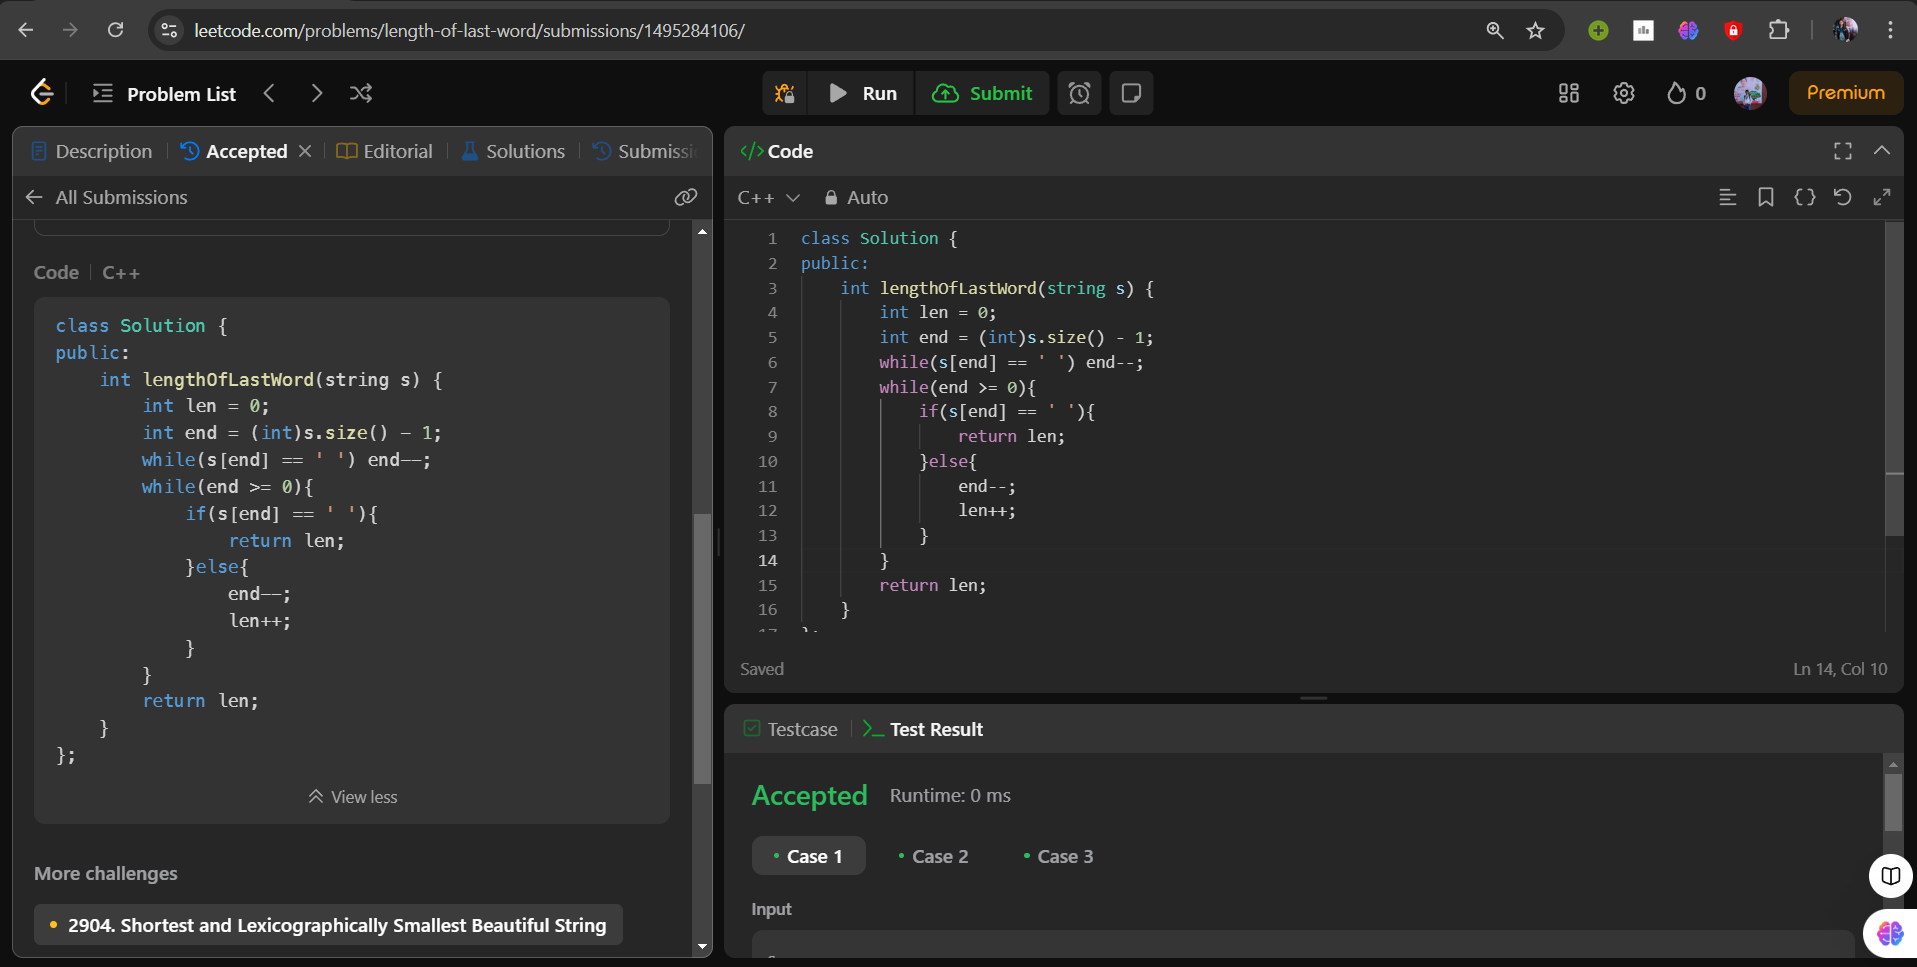 leetcode.com/problems/length-of-last-word/submissions/1495284106/
Problem List
Run
Submit
0
Premium
Description
Accepted
Editorial
Solutions
Submissi
All Submissions
Code
C++
class Solution {
public:
    int lengthOfLastWord(string s) {
        int len = 0;
        int end = (int)s.size() - 1;
        while(s[end] == ' ') end--;
        while(end >= 0){
            if(s[end] == ' '){
                return len;
            }else{
                end--;
                len++;
            }
        }
        return len;
    }
};
View less
More challenges
2904. Shortest and Lexicographically Smallest Beautiful String
</> Code
C++
Auto
1 class Solution {
2 public:
3     int lengthOfLastWord(string s) {
4         int len = 0;
5         int end = (int)s.size() - 1;
6         while(s[end] == ' ') end--;
7         while(end >= 0){
8             if(s[end] == ' '){
9                 return len;
10             }else{
11                 end--;
12                 len++;
13             }
14         }
15         return len;
16     }
Saved
Ln 14, Col 10
Testcase
Test Result
Accepted
Runtime: 0 ms
Case 1
Case 2
Case 3
Input